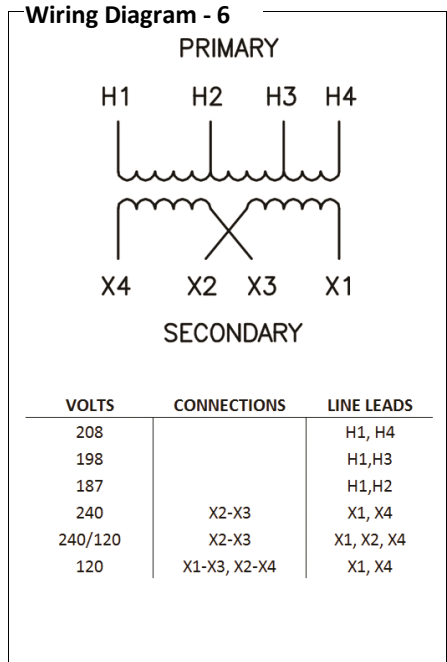 Wiring Diagram - 6
PRIMARY
H1 H2 H3 H4
X4 X2 X3 X1
SECONDARY
VOLTS CONNECTIONS LINE LEADS
208 H1, H4
198 H1,H3
187 H1,H2
240 X2-X3 X1, X4
240/120 X2-X3 X1, X2, X4
120 X1-X3, X2-X4 X1, X4